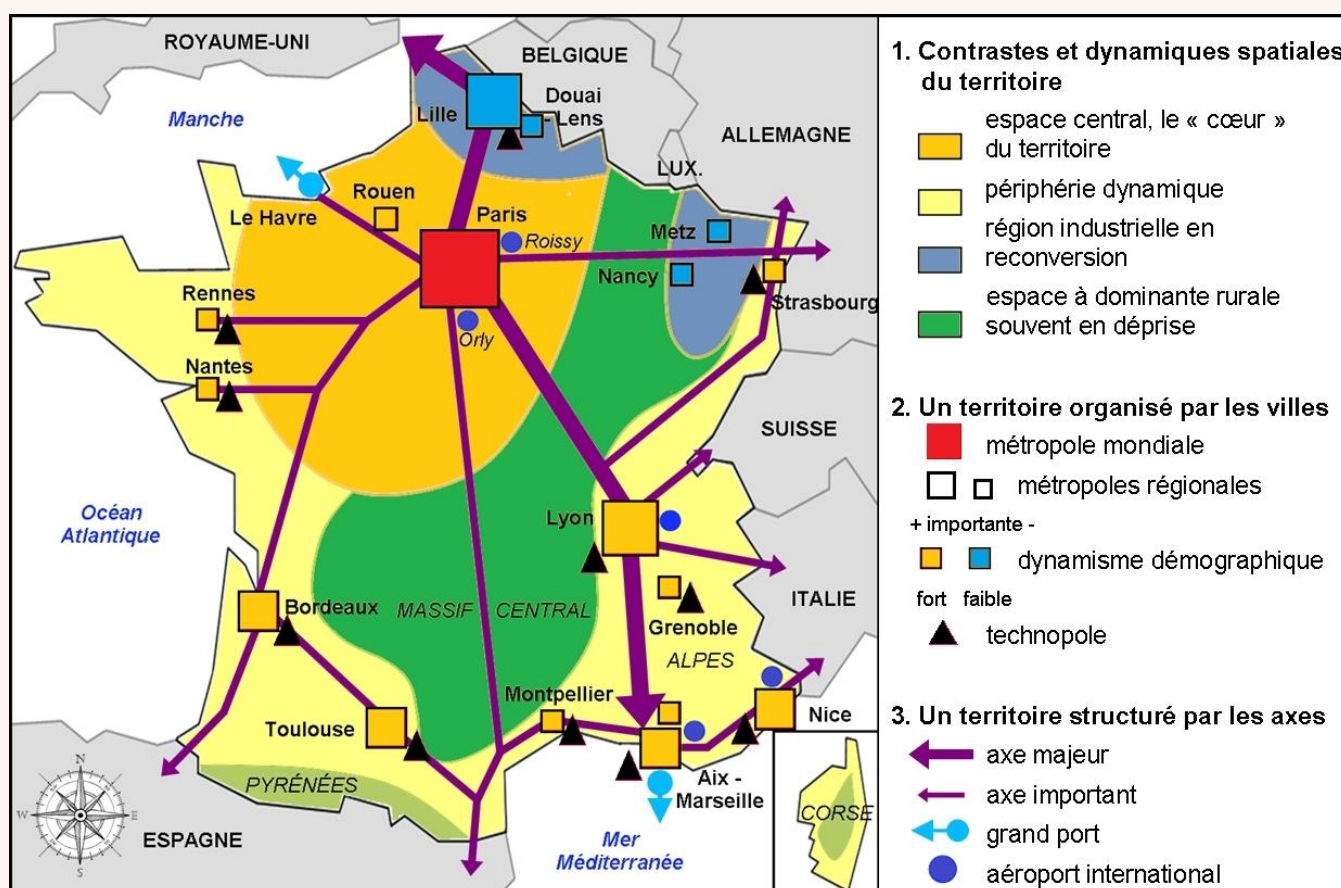 ROYAUME-UNI
BELGIQUE
Manche
Lille
Douai
- Lens
ALLEMAGNE
LUX.
Rouen
Le Havre
Paris
Roissy
Metz
Nancy
Strasbourg
Rennes
Orly
Nantes
SUISSE
Océan
Atlantique
Lyon
Bordeaux
MASSIF CENTRAL
ITALIE
Grenoble
ALPES
Montpellier
Toulouse
Nice
PYRÉNÉES
Aix -
Marseille
CORSE
N
W
E
S
ESPAGNE
Mer
Méditerranée
1. Contrastes et dynamiques spatiales
du territoire
espace central, le « cœur »
du territoire
périphérie dynamique
région industrielle en
reconversion
espace à dominante rurale
souvent en déprise
2. Un territoire organisé par les villes
métropole mondiale
métropoles régionales
+ importante -
dynamisme démographique
fort faible
technopole
3. Un territoire structuré par les axes
axe majeur
axe important
grand port
aéroport international